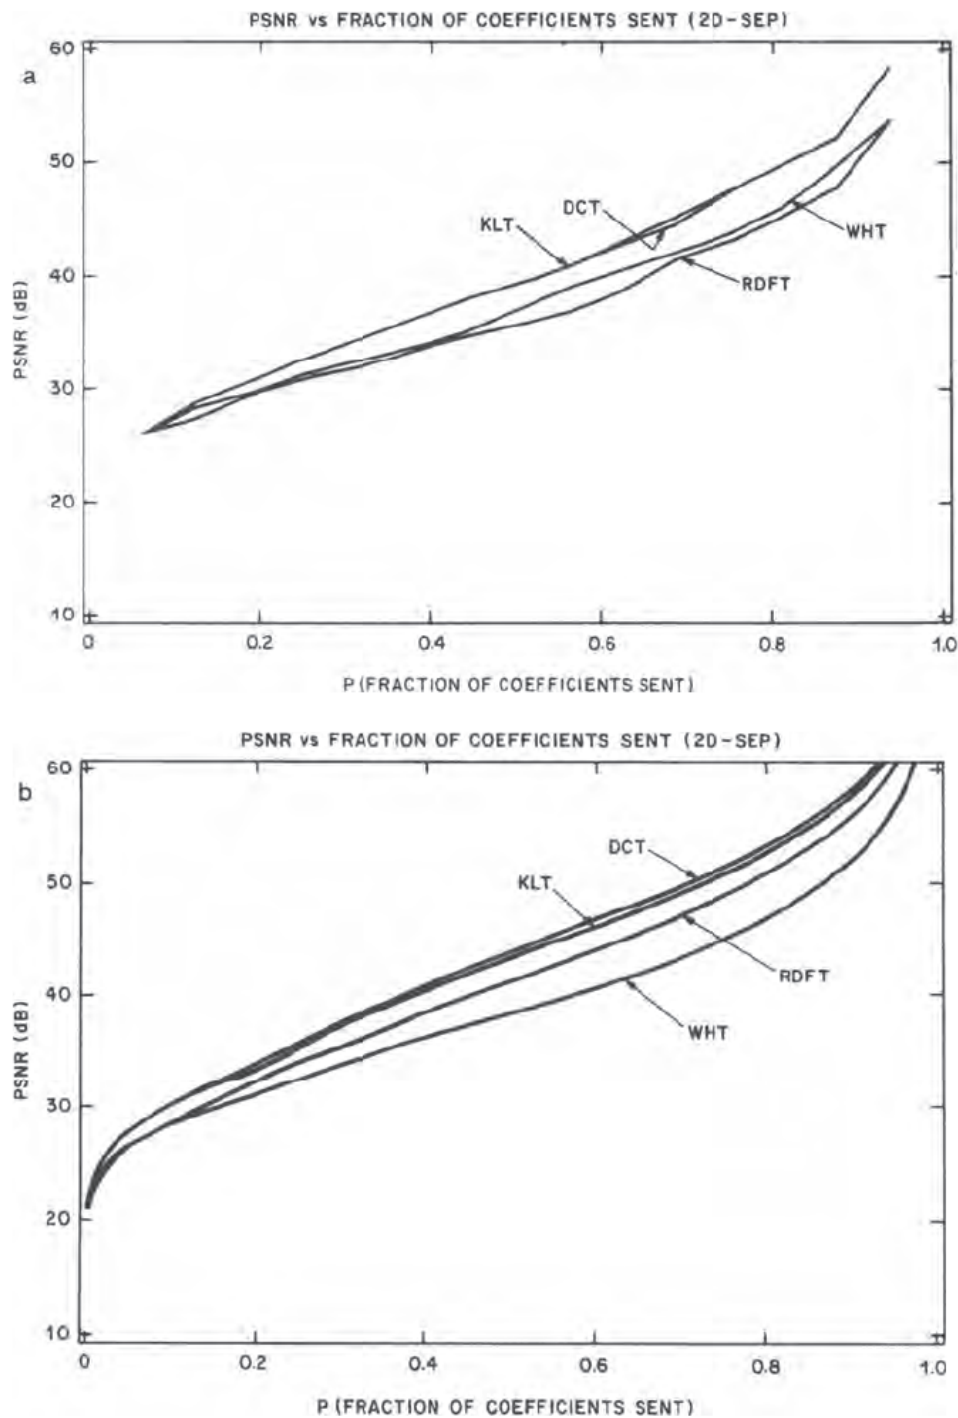 PSNR vs FRACTION OF COEFFICIENTS SENT (2D-SEP)
a
60
50
40
30
20
10
PSNR (dB)
KLT
DCT
WHT
RDFT
0 0.2 0.4 0.6 0.8 1.0
P (FRACTION OF COEFFICIENTS SENT)
PSNR vs FRACTION OF COEFFICIENTS SENT (2D-SEP)
b
60
50
40
30
20
10
PSNR (dB)
DCT
KLT
RDFT
WHT
0 0.2 0.4 0.6 0.8 1.0
P (FRACTION OF COEFFICIENTS SENT)